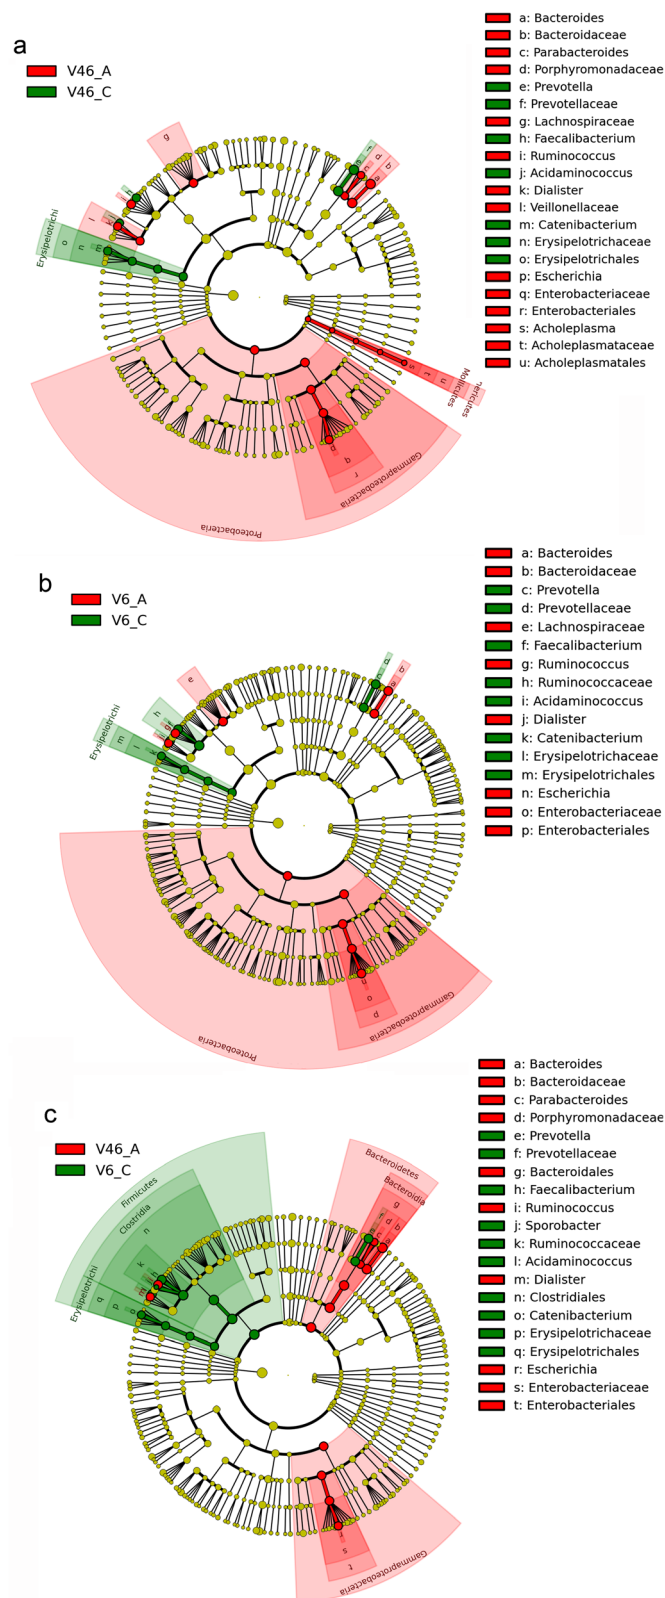 a
V46_A
V46_C
a: Bacteroides
b: Bacteroidaceae
c: Parabacteroides
d: Porphyromonadaceae
e: Prevotella
f: Prevotellaceae
g: Lachnospiraceae
h: Faecalibacterium
i: Ruminococcus
j: Acidaminococcus
k: Dialister
l: Veillonellaceae
m: Catenibacterium
n: Erysipelotrichaceae
o: Erysipelotrichales
p: Escherichia
q: Enterobacteriaceae
r: Enterobacteriales
s: Acholeplasma
t: Acholeplasmataceae
u: Acholeplasmatales
g
f
d
b
h
l
Erysipelotrichi
o
n
m
s
t
u
Mollicutes
p
q
r
Gammaproteobacteria
Proteobacteria
b
V6_A
V6_C
a: Bacteroides
b: Bacteroidaceae
c: Prevotella
d: Prevotellaceae
e: Lachnospiraceae
f: Faecalibacterium
g: Ruminococcus
h: Ruminococcaceae
i: Acidaminococcus
j: Dialister
k: Catenibacterium
l: Erysipelotrichaceae
m: Erysipelotrichales
n: Escherichia
o: Enterobacteriaceae
p: Enterobacteriales
e
d
b
h
Erysipelotrichi
m
l
o
p
Gammaproteobacteria
Proteobacteria
c
V46_A
V6_C
a: Bacteroides
b: Bacteroidaceae
c: Parabacteroides
d: Porphyromonadaceae
e: Prevotella
f: Prevotellaceae
g: Bacteroidales
h: Faecalibacterium
i: Ruminococcus
j: Sporobacter
k: Ruminococcaceae
l: Acidaminococcus
m: Dialister
n: Clostridiales
o: Catenibacterium
p: Erysipelotrichaceae
q: Erysipelotrichales
r: Escherichia
s: Enterobacteriaceae
t: Enterobacteriales
Bacteroidetes
Bacteroidia
g
d
b
Firmicutes
Clostridia
n
k
Erysipelotrichi
q
p
o
r
s
t
Gammaproteobacteria